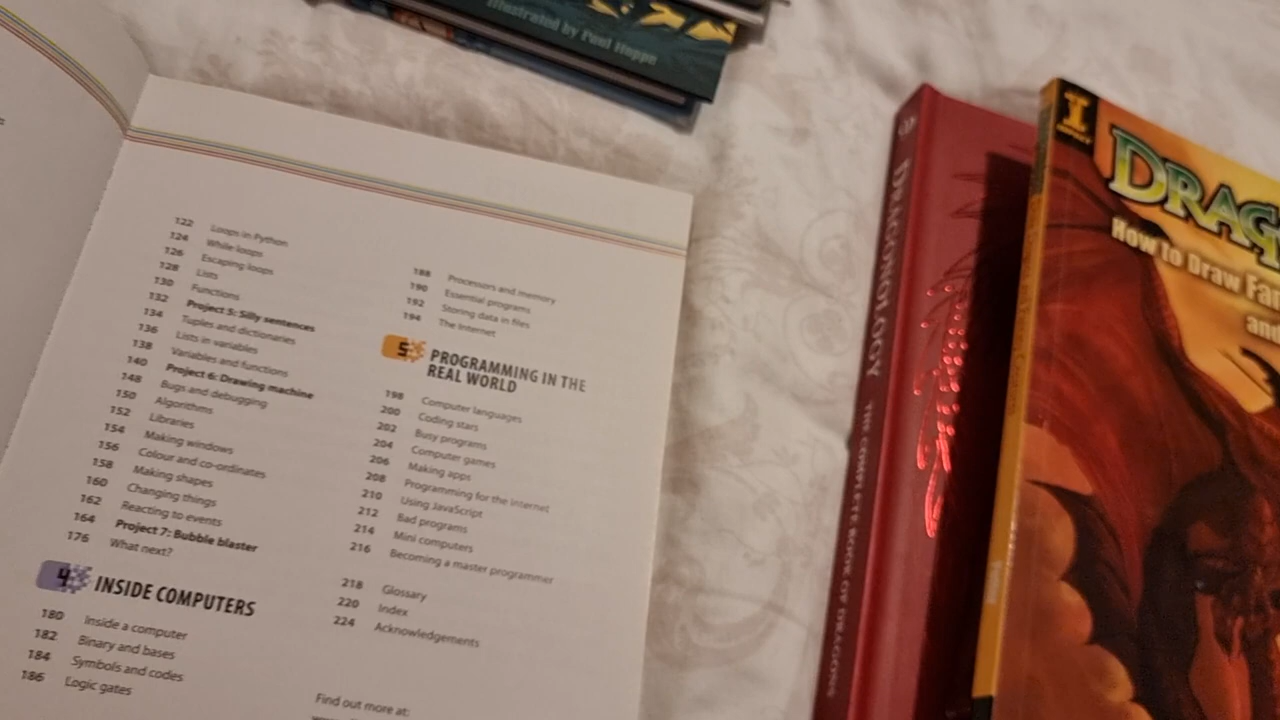 Illustrated by Paul Hoppe
122 Loops in Python
124 While loops
126 Escaping loops
128 Lists
130 Functions
132 Project 5: Silly sentences
134 Tuples and dictionaries
136 Lists in variables
138 Variables and functions
140 Project 6: Drawing machine
148 Bugs and debugging
150 Algorithms
152 Libraries
154 Making windows
156 Colour and co-ordinates
158 Making shapes
160 Changing things
162 Reacting to events
164 Project 7: Bubble blaster
176 What next?
4 INSIDE COMPUTERS
180 Inside a computer
182 Binary and bases
184 Symbols and codes
186 Logic gates
188 Processors and memory
190 Essential programs
192 Storing data in files
194 The Internet
5 PROGRAMMING IN THE
REAL WORLD
198 Computer languages
200 Coding stars
202 Busy programs
204 Computer games
206 Making apps
208 Programming for the Internet
210 Using JavaScript
212 Bad programs
214 Mini computers
216 Becoming a master programmer
218 Glossary
220 Index
224 Acknowledgements
Find out more at:
DRAGONOLOGY THE COMPLETE BOOK OF DRAGONS
I
IMPACT
DRAG
How to Draw Fan
and